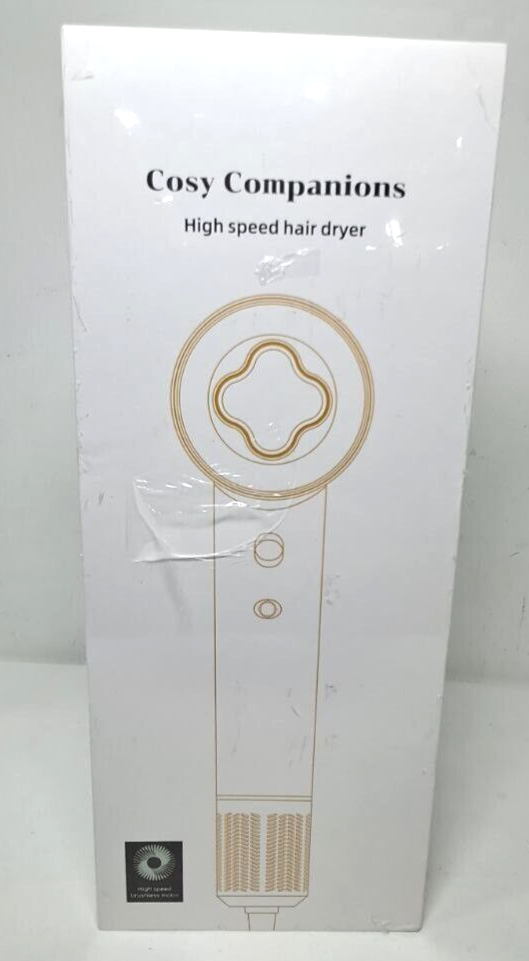 Cosy Companions
High speed hair dryer
High speed
brushless motor